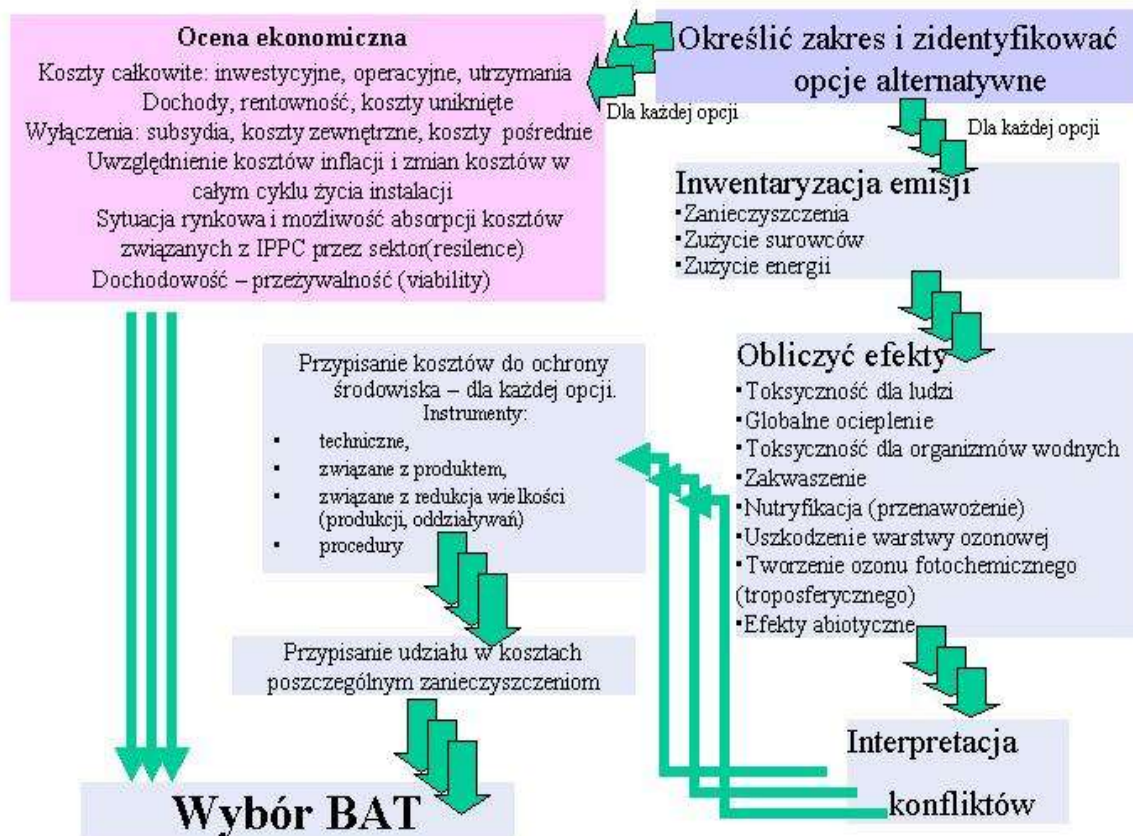 Ocena ekonomiczna
Koszty całkowite: inwestycyjne, operacyjne, utrzymania
Dochody, rentowność, koszty uniknięte
Wyłączenia: subsydia, koszty zewnętrzne, koszty pośrednie
Uwzględnienie kosztów inflacji i zmian kosztów w
całym cyklu życia instalacji
Sytuacja rynkowa i możliwość absorpcji kosztów
związanych z IPPC przez sektor(resilence)
Dochodowość – przeżywalność (viability)
Określić zakres i zidentyfikować
opcje alternatywne
Dla każdej opcji
Dla każdej opcji
Inwentaryzacja emisji
▪Zanieczyszczenia
▪Zużycie surowców
▪Zużycie energii
Obliczyć efekty
▪Toksyczność dla ludzi
▪Globalne ocieplenie
▪Toksyczność dla organizmów wodnych
▪Zakwaszenie
▪Nutryfikacja (przenawożenie)
▪Uszkodzenie warstwy ozonowej
▪Tworzenie ozonu fotochemicznego
(troposferycznego)
▪Efekty abiotyczne
Interpretacja
konfliktów
Przypisanie kosztów do ochrony
środowiska – dla każdej opcji.
Instrumenty:
▪ techniczne,
▪ związane z produktem,
▪ związane z redukcja wielkości
(produkcji, oddziaływań)
▪ procedury
Przypisanie udziału w kosztach
poszczególnym zanieczyszczeniom
Wybór BAT